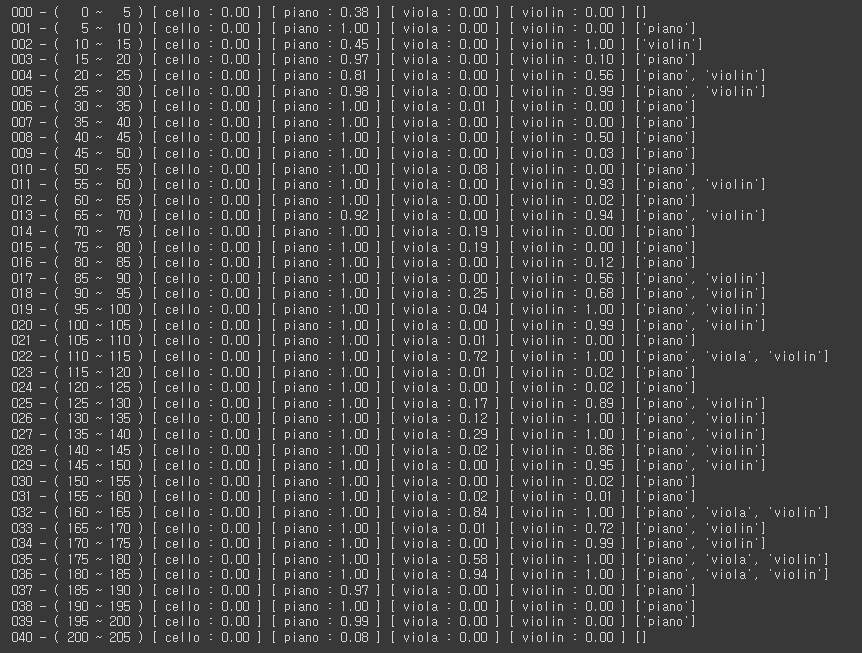 000 - (   0 ~   5 ) [ cello : 0.00 ] [ piano : 0.38 ] [ viola : 0.00 ] [ violin : 0.00 ] []
001 - (   5 ~  10 ) [ cello : 0.00 ] [ piano : 1.00 ] [ viola : 0.00 ] [ violin : 0.00 ] ['piano']
002 - (  10 ~  15 ) [ cello : 0.00 ] [ piano : 0.45 ] [ viola : 0.00 ] [ violin : 1.00 ] ['violin']
003 - (  15 ~  20 ) [ cello : 0.00 ] [ piano : 0.97 ] [ viola : 0.00 ] [ violin : 0.10 ] ['piano']
004 - (  20 ~  25 ) [ cello : 0.00 ] [ piano : 0.81 ] [ viola : 0.00 ] [ violin : 0.56 ] ['piano', 'violin']
005 - (  25 ~  30 ) [ cello : 0.00 ] [ piano : 0.98 ] [ viola : 0.00 ] [ violin : 0.99 ] ['piano', 'violin']
006 - (  30 ~  35 ) [ cello : 0.00 ] [ piano : 1.00 ] [ viola : 0.01 ] [ violin : 0.00 ] ['piano']
007 - (  35 ~  40 ) [ cello : 0.00 ] [ piano : 1.00 ] [ viola : 0.00 ] [ violin : 0.00 ] ['piano']
008 - (  40 ~  45 ) [ cello : 0.00 ] [ piano : 1.00 ] [ viola : 0.00 ] [ violin : 0.50 ] ['piano']
009 - (  45 ~  50 ) [ cello : 0.00 ] [ piano : 1.00 ] [ viola : 0.00 ] [ violin : 0.03 ] ['piano']
010 - (  50 ~  55 ) [ cello : 0.00 ] [ piano : 1.00 ] [ viola : 0.08 ] [ violin : 0.00 ] ['piano']
011 - (  55 ~  60 ) [ cello : 0.00 ] [ piano : 1.00 ] [ viola : 0.00 ] [ violin : 0.93 ] ['piano', 'violin']
012 - (  60 ~  65 ) [ cello : 0.00 ] [ piano : 1.00 ] [ viola : 0.00 ] [ violin : 0.02 ] ['piano']
013 - (  65 ~  70 ) [ cello : 0.00 ] [ piano : 0.92 ] [ viola : 0.00 ] [ violin : 0.94 ] ['piano', 'violin']
014 - (  70 ~  75 ) [ cello : 0.00 ] [ piano : 1.00 ] [ viola : 0.19 ] [ violin : 0.00 ] ['piano']
015 - (  75 ~  80 ) [ cello : 0.00 ] [ piano : 1.00 ] [ viola : 0.19 ] [ violin : 0.00 ] ['piano']
016 - (  80 ~  85 ) [ cello : 0.00 ] [ piano : 1.00 ] [ viola : 0.00 ] [ violin : 0.12 ] ['piano']
017 - (  85 ~  90 ) [ cello : 0.00 ] [ piano : 1.00 ] [ viola : 0.00 ] [ violin : 0.56 ] ['piano', 'violin']
018 - (  90 ~  95 ) [ cello : 0.00 ] [ piano : 1.00 ] [ viola : 0.25 ] [ violin : 0.68 ] ['piano', 'violin']
019 - (  95 ~ 100 ) [ cello : 0.00 ] [ piano : 1.00 ] [ viola : 0.04 ] [ violin : 1.00 ] ['piano', 'violin']
020 - ( 100 ~ 105 ) [ cello : 0.00 ] [ piano : 1.00 ] [ viola : 0.00 ] [ violin : 0.99 ] ['piano', 'violin']
021 - ( 105 ~ 110 ) [ cello : 0.00 ] [ piano : 1.00 ] [ viola : 0.01 ] [ violin : 0.00 ] ['piano']
022 - ( 110 ~ 115 ) [ cello : 0.00 ] [ piano : 1.00 ] [ viola : 0.72 ] [ violin : 1.00 ] ['piano', 'viola', 'violin']
023 - ( 115 ~ 120 ) [ cello : 0.00 ] [ piano : 1.00 ] [ viola : 0.01 ] [ violin : 0.02 ] ['piano']
024 - ( 120 ~ 125 ) [ cello : 0.00 ] [ piano : 1.00 ] [ viola : 0.00 ] [ violin : 0.02 ] ['piano']
025 - ( 125 ~ 130 ) [ cello : 0.00 ] [ piano : 1.00 ] [ viola : 0.17 ] [ violin : 0.89 ] ['piano', 'violin']
026 - ( 130 ~ 135 ) [ cello : 0.00 ] [ piano : 1.00 ] [ viola : 0.12 ] [ violin : 1.00 ] ['piano', 'violin']
027 - ( 135 ~ 140 ) [ cello : 0.00 ] [ piano : 1.00 ] [ viola : 0.29 ] [ violin : 1.00 ] ['piano', 'violin']
028 - ( 140 ~ 145 ) [ cello : 0.00 ] [ piano : 1.00 ] [ viola : 0.02 ] [ violin : 0.86 ] ['piano', 'violin']
029 - ( 145 ~ 150 ) [ cello : 0.00 ] [ piano : 1.00 ] [ viola : 0.00 ] [ violin : 0.95 ] ['piano', 'violin']
030 - ( 150 ~ 155 ) [ cello : 0.00 ] [ piano : 1.00 ] [ viola : 0.00 ] [ violin : 0.02 ] ['piano']
031 - ( 155 ~ 160 ) [ cello : 0.00 ] [ piano : 1.00 ] [ viola : 0.02 ] [ violin : 0.01 ] ['piano']
032 - ( 160 ~ 165 ) [ cello : 0.00 ] [ piano : 1.00 ] [ viola : 0.84 ] [ violin : 1.00 ] ['piano', 'viola', 'violin']
033 - ( 165 ~ 170 ) [ cello : 0.00 ] [ piano : 1.00 ] [ viola : 0.01 ] [ violin : 0.72 ] ['piano', 'violin']
034 - ( 170 ~ 175 ) [ cello : 0.00 ] [ piano : 1.00 ] [ viola : 0.00 ] [ violin : 0.99 ] ['piano', 'violin']
035 - ( 175 ~ 180 ) [ cello : 0.00 ] [ piano : 1.00 ] [ viola : 0.58 ] [ violin : 1.00 ] ['piano', 'viola', 'violin']
036 - ( 180 ~ 185 ) [ cello : 0.00 ] [ piano : 1.00 ] [ viola : 0.94 ] [ violin : 1.00 ] ['piano', 'viola', 'violin']
037 - ( 185 ~ 190 ) [ cello : 0.00 ] [ piano : 0.97 ] [ viola : 0.00 ] [ violin : 0.00 ] ['piano']
038 - ( 190 ~ 195 ) [ cello : 0.00 ] [ piano : 1.00 ] [ viola : 0.00 ] [ violin : 0.00 ] ['piano']
039 - ( 195 ~ 200 ) [ cello : 0.00 ] [ piano : 0.99 ] [ viola : 0.00 ] [ violin : 0.00 ] ['piano']
040 - ( 200 ~ 205 ) [ cello : 0.00 ] [ piano : 0.08 ] [ viola : 0.00 ] [ violin : 0.00 ] []